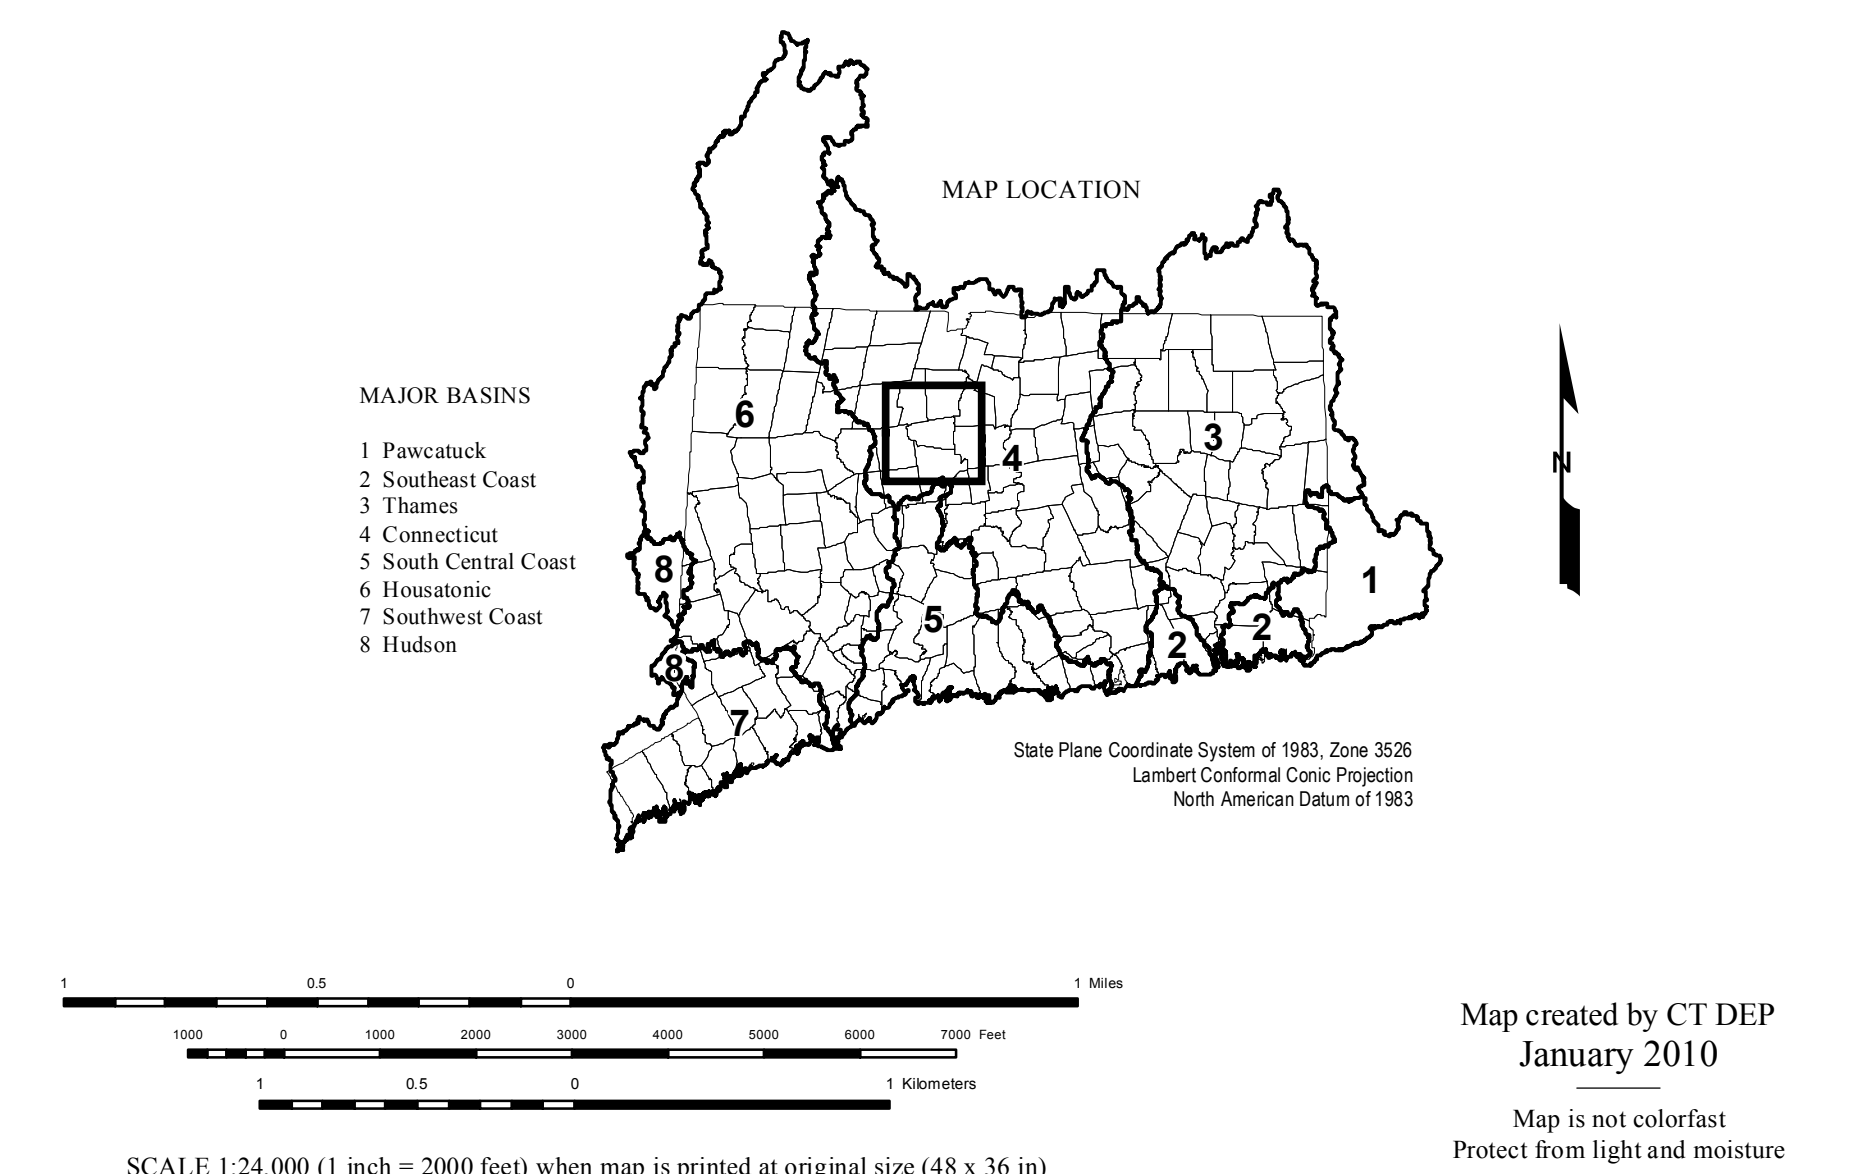 MAP LOCATION
MAJOR BASINS
1 Pawcatuck
2 Southeast Coast
3 Thames
4 Connecticut
5 South Central Coast
6 Housatonic
7 Southwest Coast
8 Hudson
6
4
3
8
5
2
2
1
8
7
N
State Plane Coordinate System of 1983, Zone 3526
Lambert Conformal Conic Projection
North American Datum of 1983
1 0.5 0 1 Miles
1000 0 1000 2000 3000 4000 5000 6000 7000 Feet
1 0.5 0 1 Kilometers
SCALE 1:24,000 (1 inch = 2000 feet) when map is printed at original size (48 x 36 in)
Map created by CT DEP
January 2010
Map is not colorfast
Protect from light and moisture